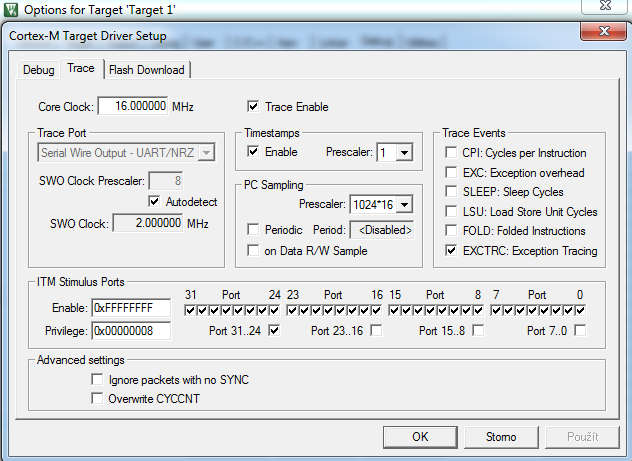 Options for Target 'Target 1'
Cortex-M Target Driver Setup
Debug Trace Flash Download
Core Clock: 16.000000 MHz Trace Enable
Trace Port
Serial Wire Output - UART/NRZ
SWO Clock Prescaler: 8
Autodetect
SWO Clock: 2.000000 MHz
Timestamps
Enable Prescaler: 1
PC Sampling
Prescaler: 1024*16
Periodic Period: <Disabled>
on Data R/W Sample
Trace Events
CPI: Cycles per Instruction
EXC: Exception overhead
SLEEP: Sleep Cycles
LSU: Load Store Unit Cycles
FOLD: Folded Instructions
EXCTRC: Exception Tracing
ITM Stimulus Ports
31 Port 24 23 Port 16 15 Port 8 7 Port 0
Enable: 0xFFFFFFFF
Privilege: 0x00000008 Port 31..24 Port 23..16 Port 15..8 Port 7..0
Advanced settings
Ignore packets with no SYNC
Overwrite CYCCNT
OK Storno Použít